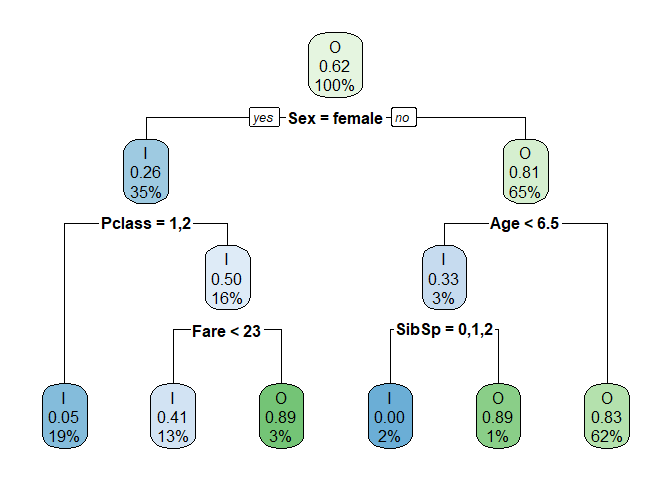 O
0.62
100%
yes Sex = female no
I
0.26
35%
O
0.81
65%
Pclass = 1,2
Age < 6.5
I
0.50
16%
I
0.33
3%
Fare < 23
SibSp = 0,1,2
I
0.05
19%
I
0.41
13%
O
0.89
3%
I
0.00
2%
O
0.89
1%
O
0.83
62%